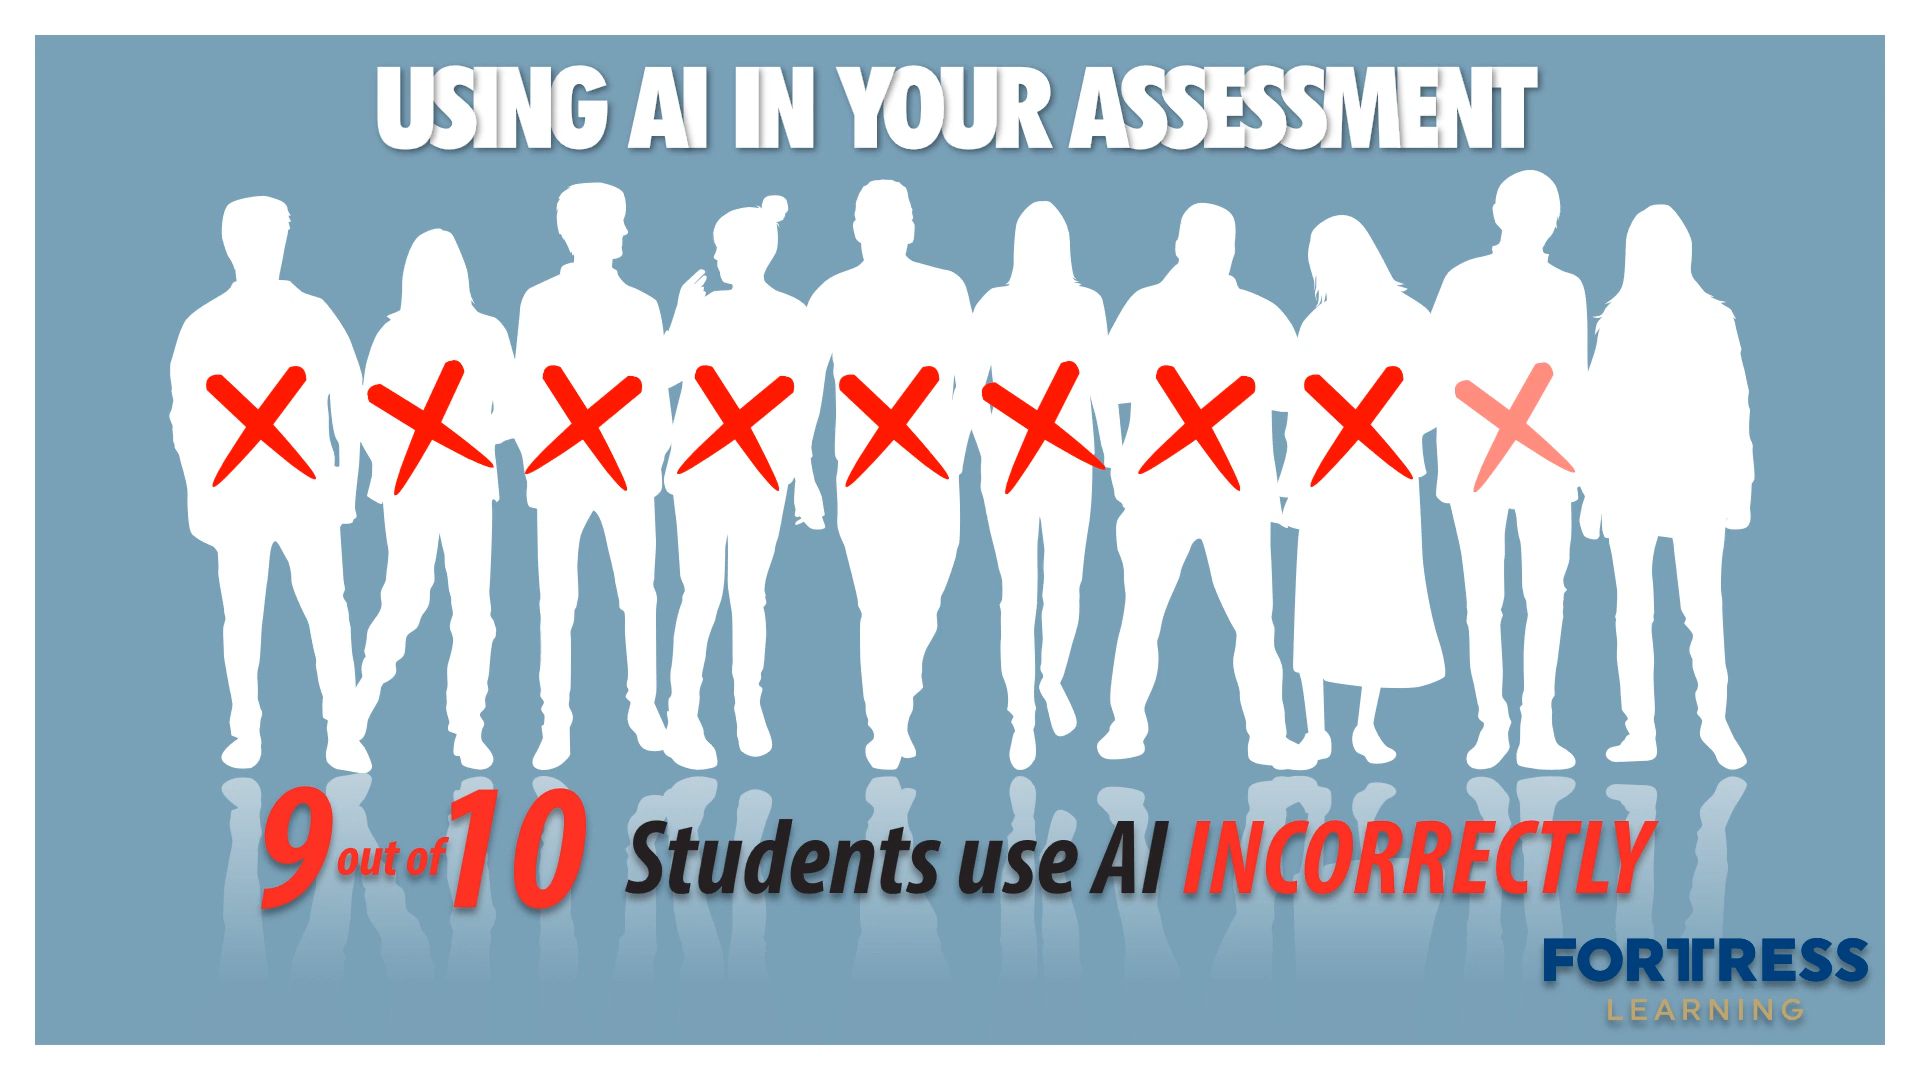 USING AI IN YOUR ASSESSMENT
9 out of 10 Students use AI INCORRECTLY
FORTRESS
LEARNING